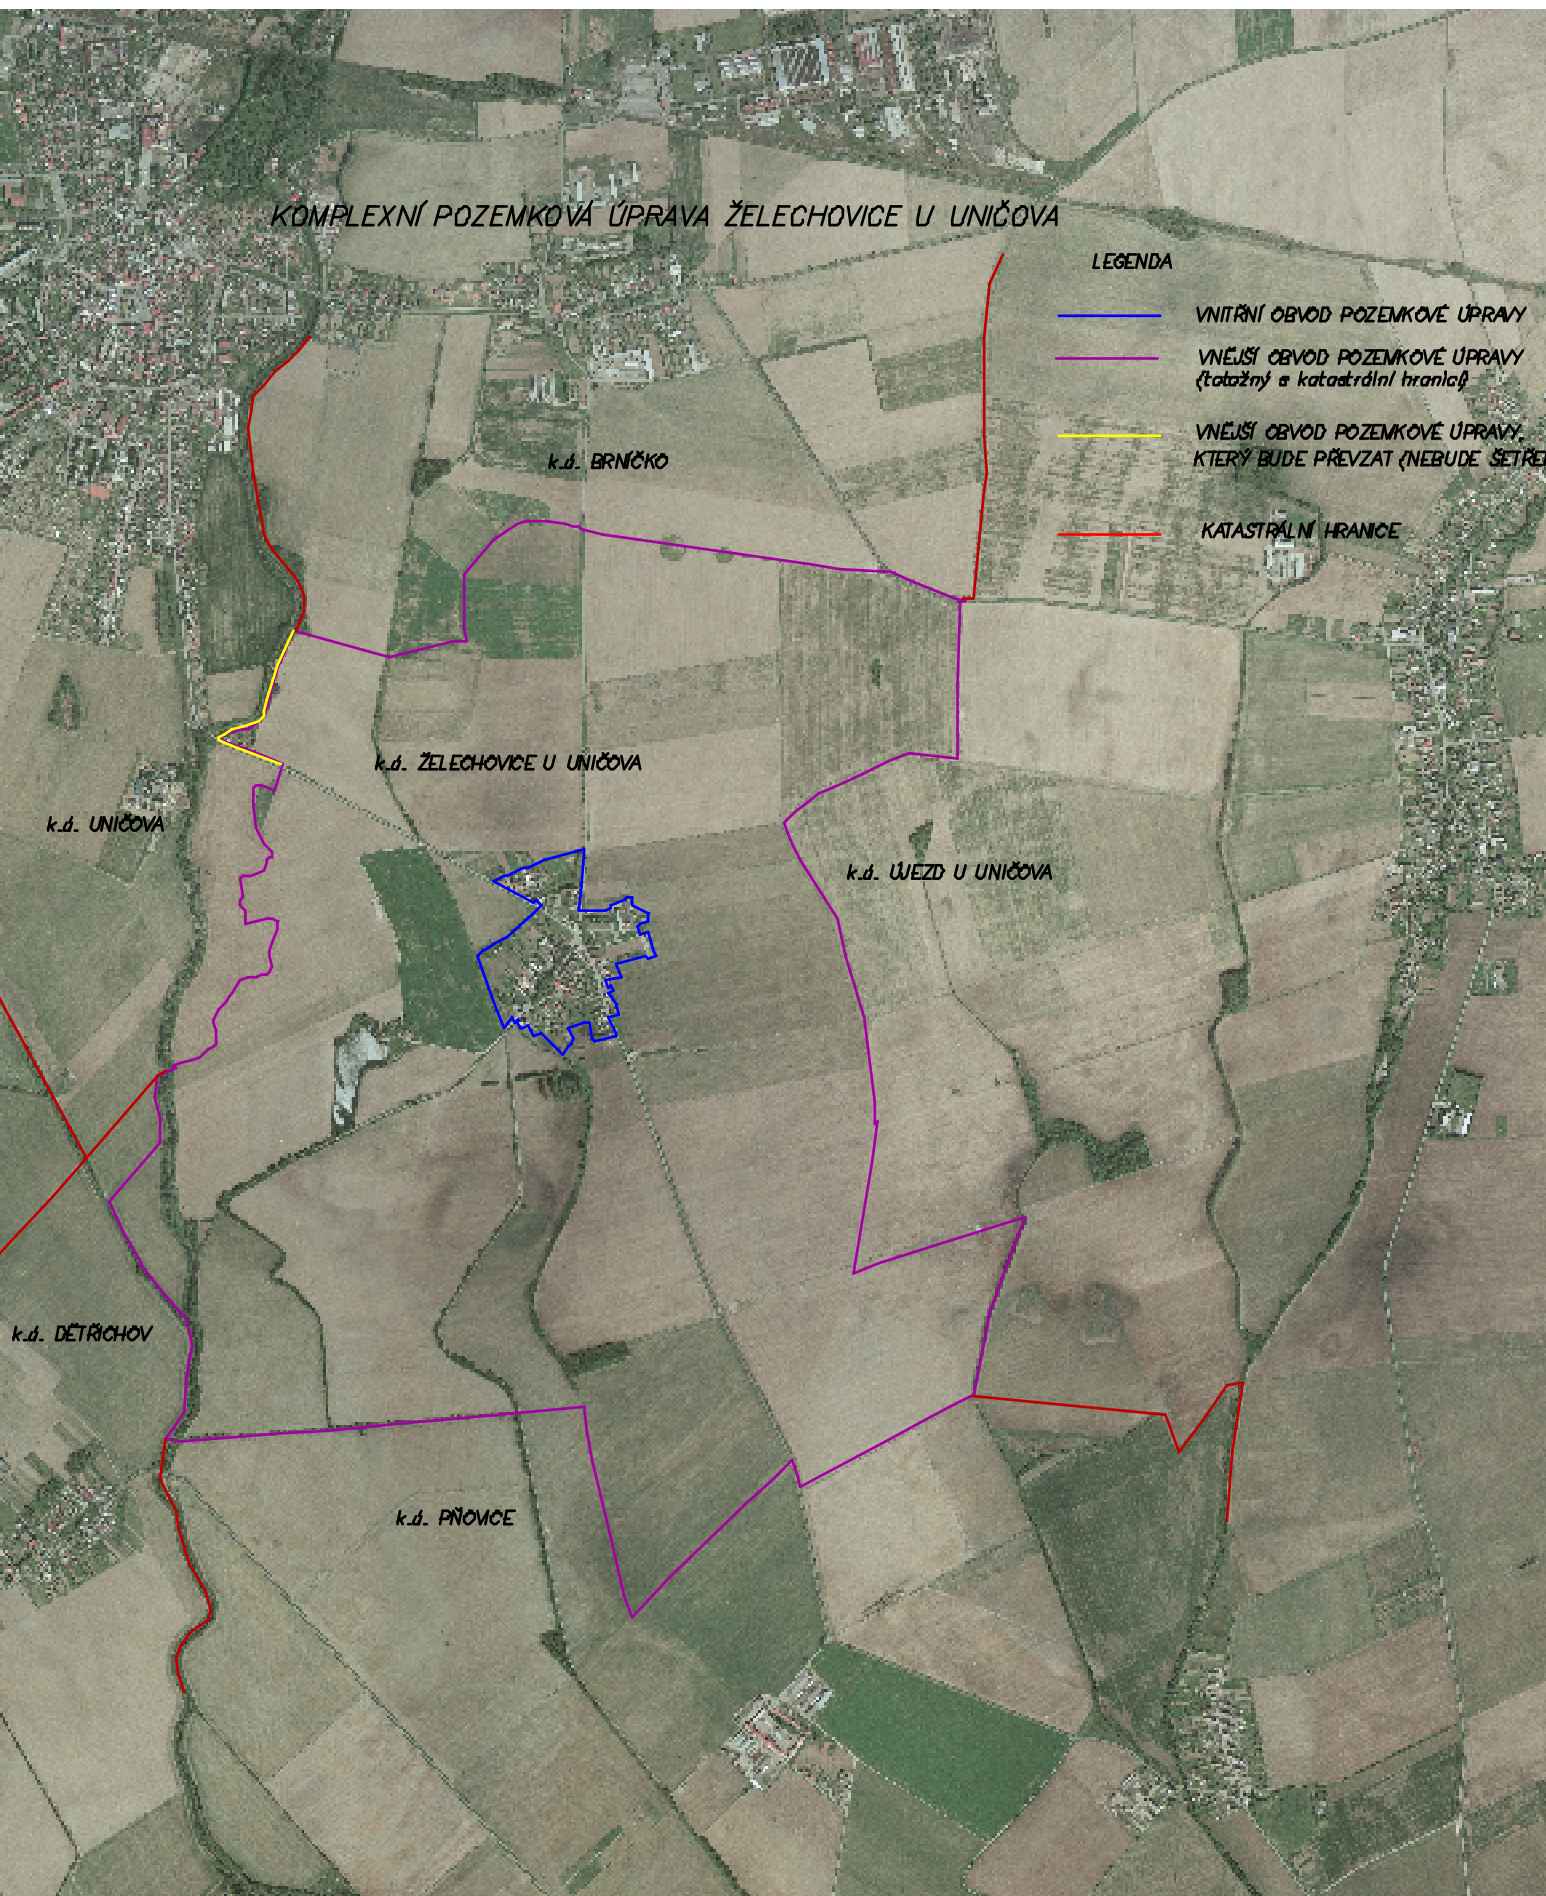 KOMPLEXNÍ POZEMKOVÁ ÚPRAVA ŽELECHOVICE U UNIČOVA
LEGENDA
VNITŘNÍ OBVOD POZEMKOVÉ ÚPRAVY
VNĚJŠÍ OBVOD POZEMKOVÉ ÚPRAVY
(totožný s katastrální hranicí)
VNĚJŠÍ OBVOD POZEMKOVÉ ÚPRAVY,
KTERÝ BUDE PŘEVZAT (NEBUDE
KATASTRÁLNÍ HRANICE
k.ú. BRNÍČKO
k.ú. ŽELECHOVICE U UNIČOVA
k.ú. UNIČOVA
k.ú. ÚJEZD U UNIČOVA
k.ú. DĚTŘICHOV
k.ú. PŇOVICE